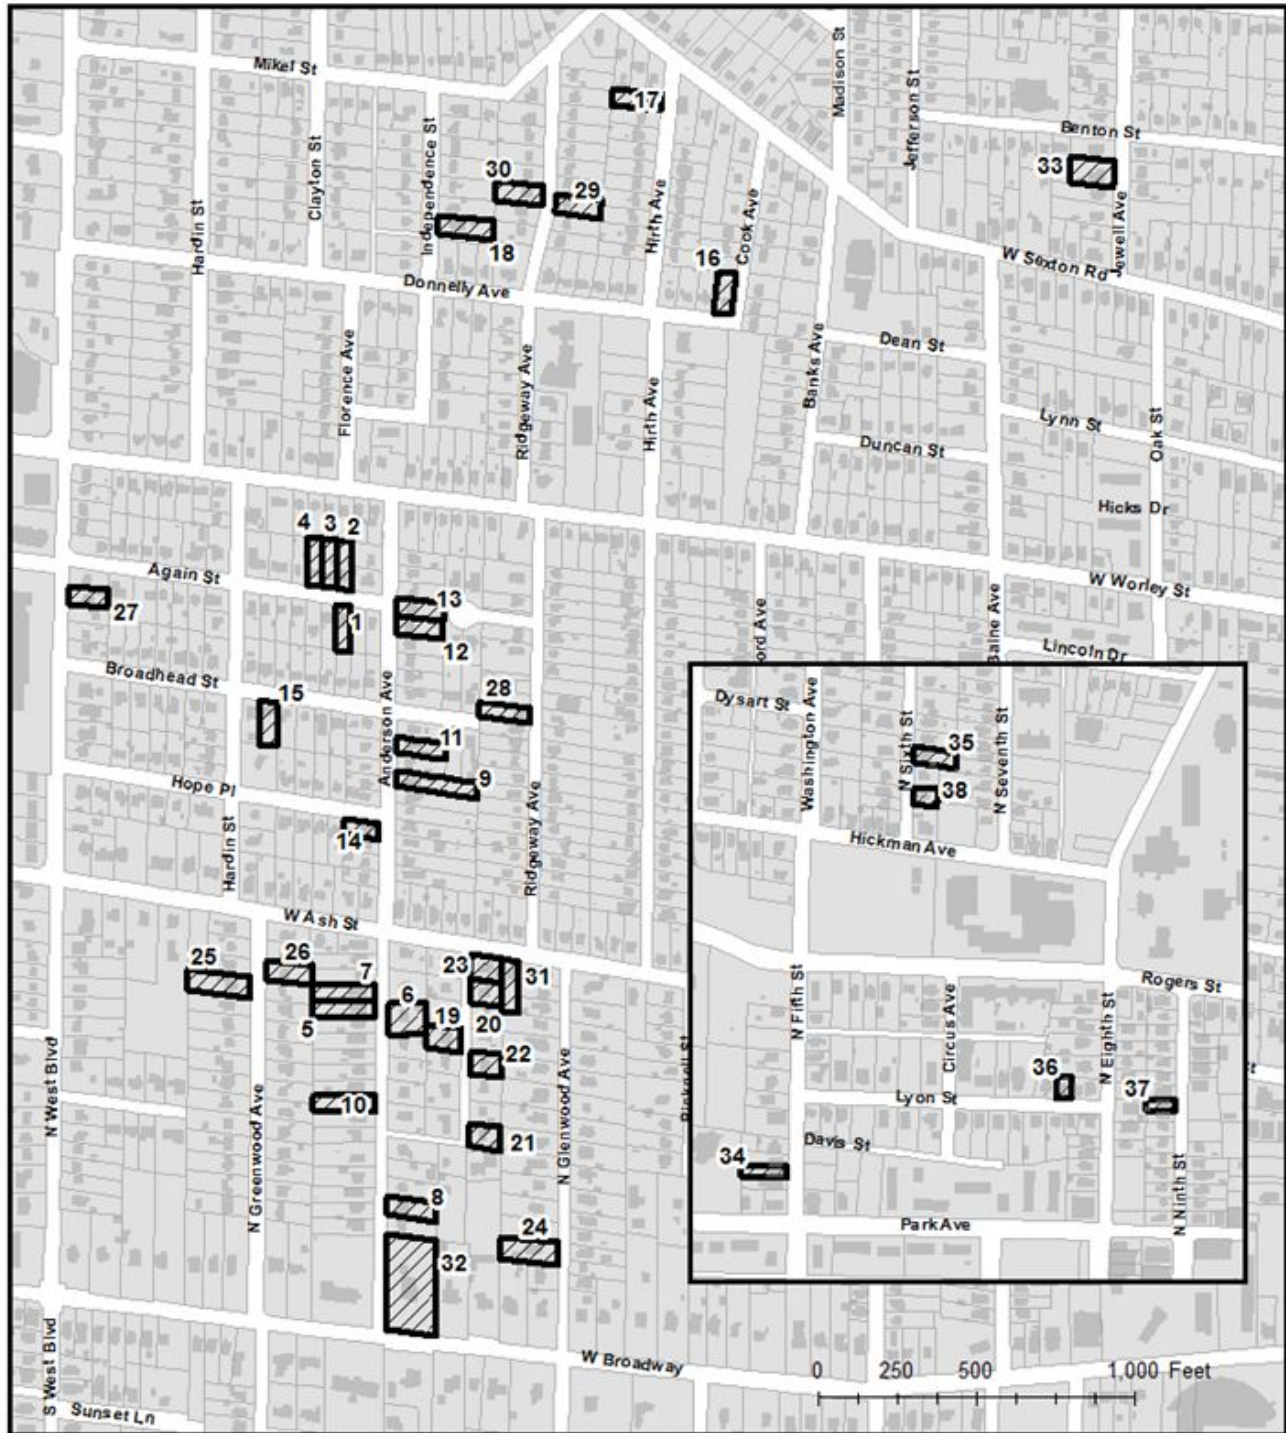 Mikel St
17
Madison St
Jefferson St
Benton St
33
Jewell Ave
Clayton St
Independence St
30
29
Hardin St
18
Hirth Ave
16
Cook Ave
W Sexton Rd
Donnelly Ave
Florence Ave
Ridgeway Ave
Hirth Ave
Banks Ave
Dean St
Lynn St
Oak St
Duncan St
Hicks Dr
4 3 2
Again St
27
1
13
12
W Worley St
Lincoln Dr
Broadhead St
15
28
Anderson Ave
11
9
Hope Pl
14
Hardin St
Ridgeway Ave
W Ash St
25
26
7
5
6
19
23
31
20
22
10
21
N West Blvd
N Greenwood Ave
N Glenwood Ave
8
24
32
S West Blvd
Sunset Ln
W Broadway
Dysart St
Washington Ave
N Sixth St
35
38
N Seventh St
Hickman Ave
N Fifth St
Circus Ave
Rogers St
N Eighth St
36
37
Lyon St
Davis St
34
N Ninth St
Park Ave
0 250 500 1,000 Feet